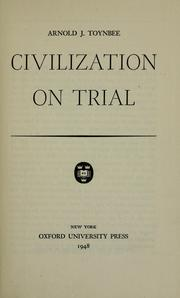 ARNOLD J. TOYNBEE
CIVILIZATION
ON TRIAL
NEW YORK
OXFORD UNIVERSITY PRESS
1948